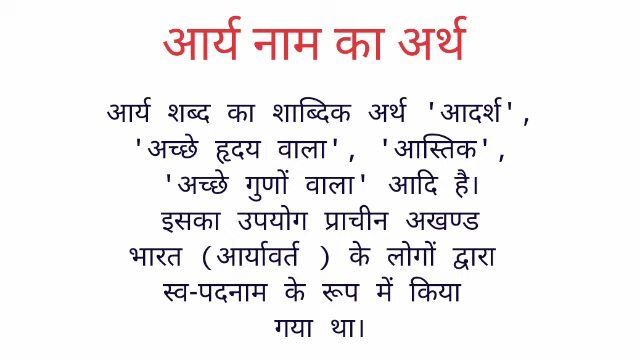 आर्य नाम का अर्थ
आर्य शब्द का शाब्दिक अर्थ 'आदर्श',
'अच्छे हृदय वाला', 'आस्तिक',
'अच्छे गुणों वाला' आदि है।
इसका उपयोग प्राचीन अखण्ड
भारत (आर्यावर्त ) के लोगों द्वारा
स्व-पदनाम के रूप में किया
गया था।